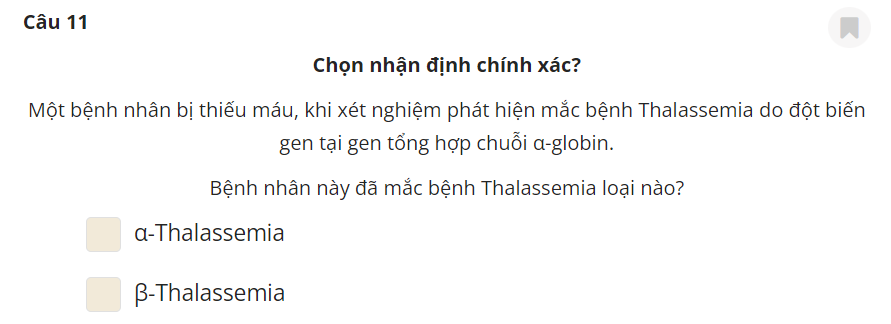 Câu 11
Chọn nhận định chính xác?
Một bệnh nhân bị thiếu máu, khi xét nghiệm phát hiện mắc bệnh Thalassemia do đột biến
gen tại gen tổng hợp chuỗi α-globin.
Bệnh nhân này đã mắc bệnh Thalassemia loại nào?
α-Thalassemia
β-Thalassemia